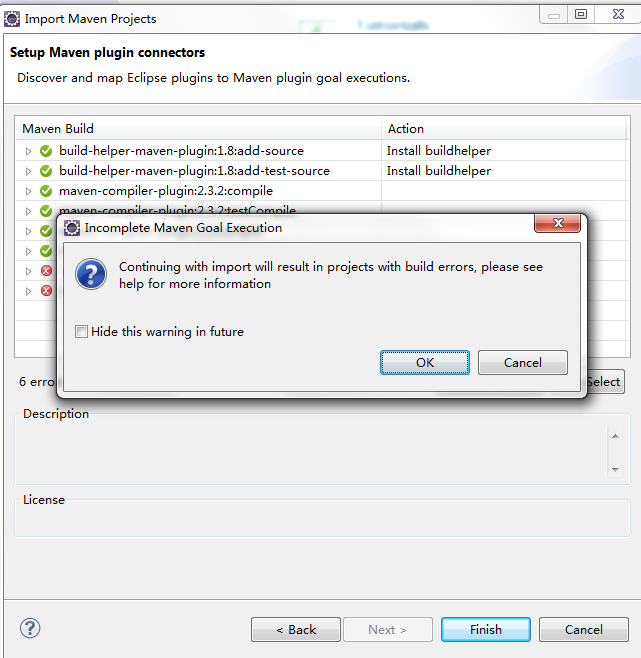 Import Maven Projects
Setup Maven plugin connectors
Discover and map Eclipse plugins to Maven plugin goal executions.
Maven Build Action
build-helper-maven-plugin:1.8:add-source Install buildhelper
build-helper-maven-plugin:1.8:add-test-source Install buildhelper
maven-compiler-plugin:2.3.2:compile
maven-compiler-plugin:2.3.2:testCompile
Incomplete Maven Goal Execution
Continuing with import will result in projects with build errors, please see
help for more information
Hide this warning in future
OK Cancel
6 erro Select
Description
License
< Back Next > Finish Cancel